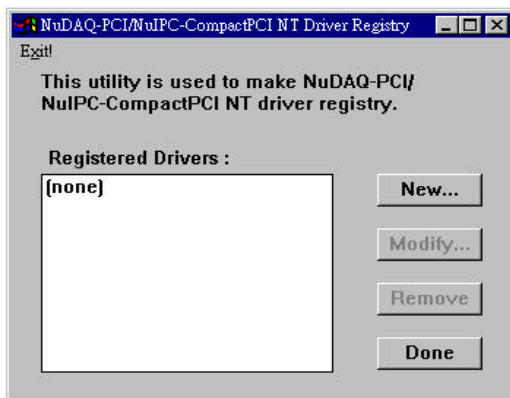 NuDAQ-PCI/NuIPC-CompactPCI NT Driver Registry
Exit!
This utility is used to make NuDAQ-PCI/
NuIPC-CompactPCI NT driver registry.
Registered Drivers :
(none)
New...
Modify...
Remove
Done